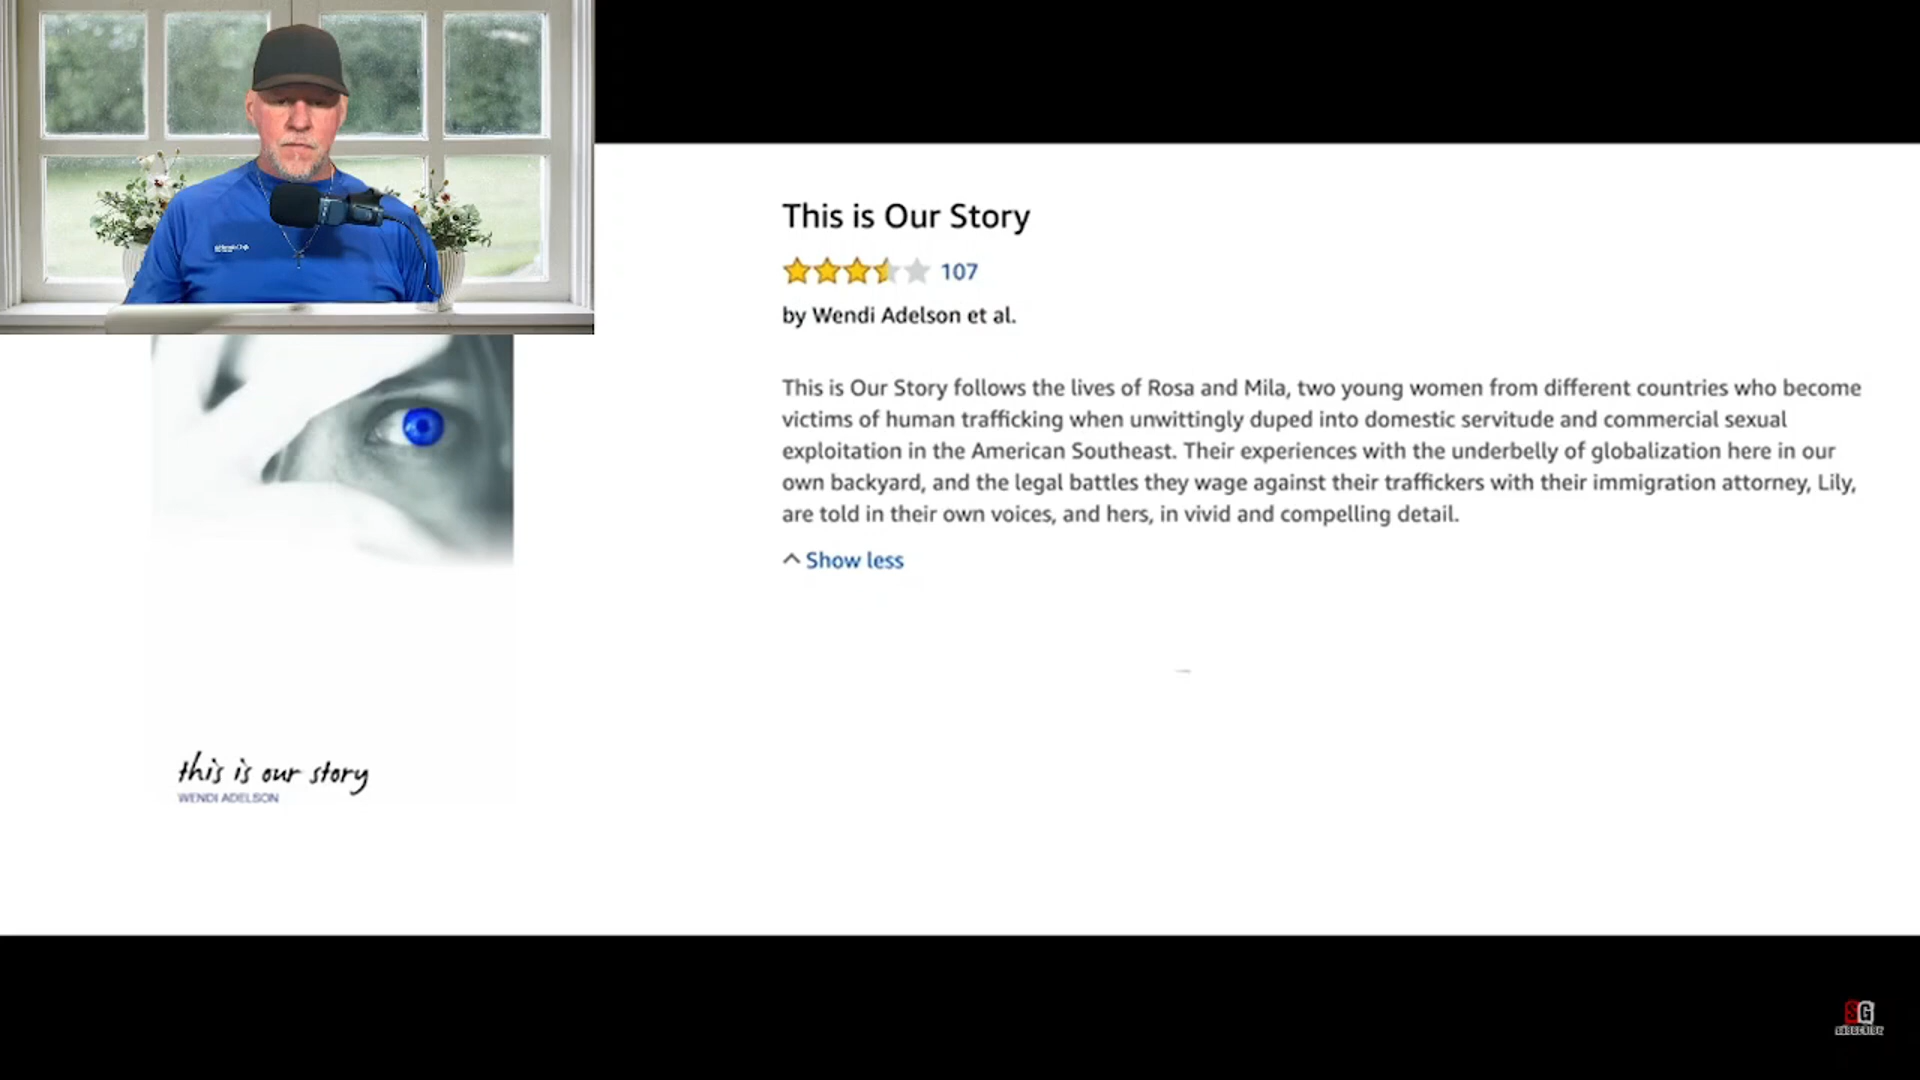 This is Our Story
107
by Wendi Adelson et al.
This is Our Story follows the lives of Rosa and Mila, two young women from different countries who become
victims of human trafficking when unwittingly duped into domestic servitude and commercial sexual
exploitation in the American Southeast. Their experiences with the underbelly of globalization here in our
own backyard, and the legal battles they wage against their traffickers with their immigration attorney, Lily,
are told in their own voices, and hers, in vivid and compelling detail.
Show less
this is our story
WENDI ADELSON
SG
SUBSCRIBE